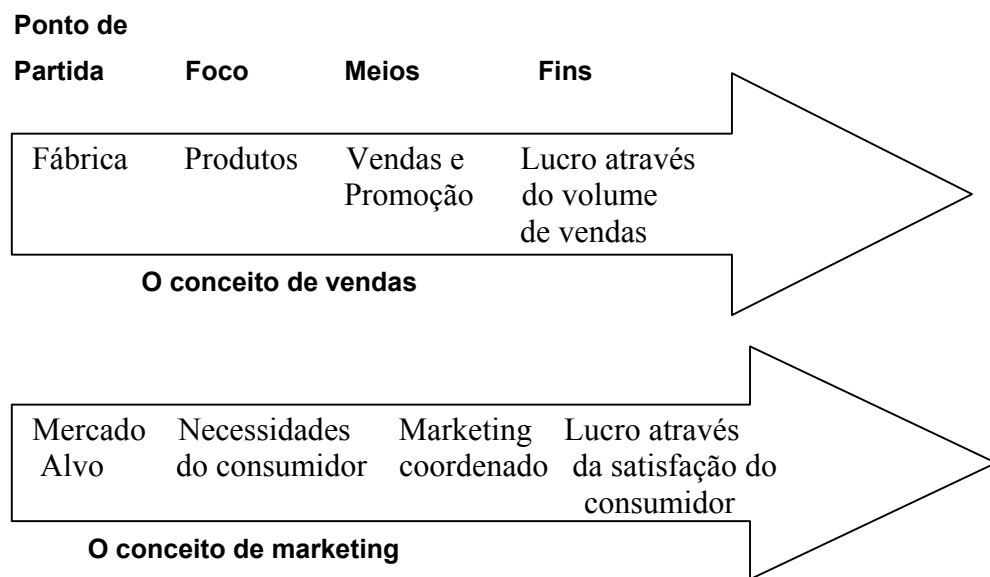 Ponto de
Partida Foco Meios Fins
Fábrica Produtos Vendas e Lucro através
Promoção do volume
de vendas
O conceito de vendas
Mercado Necessidades Marketing Lucro através
Alvo do consumidor coordenado da satisfação do
consumidor
O conceito de marketing